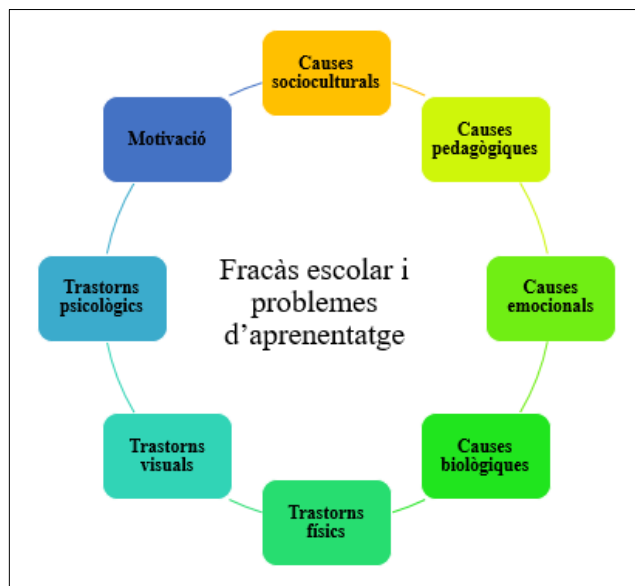 Causes
socioculturals
Causes
pedagògiques
Causes
emocionals
Causes
biològiques
Trastorns
físics
Trastorns
visuals
Trastorns
psicològics
Motivació
Fracàs escolar i
problemes
d’aprenentatge